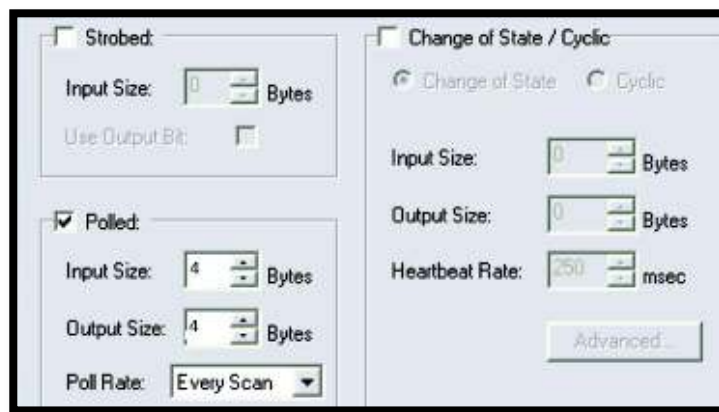 Strobed:
Input Size: 0 Bytes
Use Output Bit:
Polled:
Input Size: 4 Bytes
Output Size: 4 Bytes
Poll Rate: Every Scan
Change of State / Cyclic
Change of State Cyclic
Input Size: 0 Bytes
Output Size: 0 Bytes
Heartbeat Rate: 250 msec
Advanced...